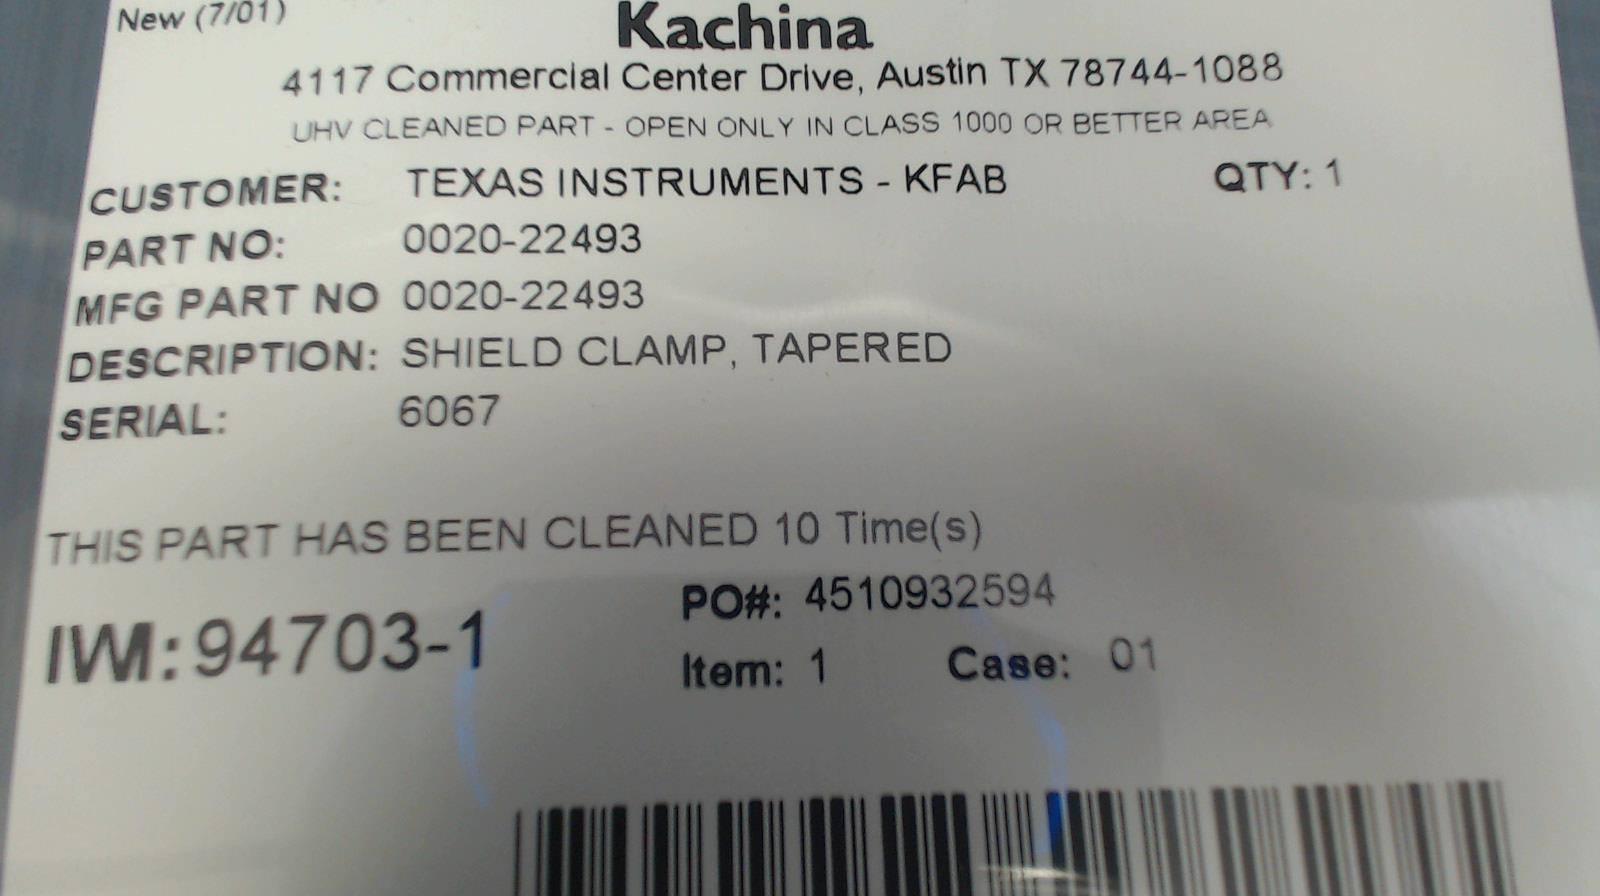 New (7/01)
Kachina
4117 Commercial Center Drive, Austin TX 78744-1088
UHV CLEANED PART - OPEN ONLY IN CLASS 1000 OR BETTER AREA
CUSTOMER: TEXAS INSTRUMENTS - KFAB QTY: 1
PART NO: 0020-22493
MFG PART NO 0020-22493
DESCRIPTION: SHIELD CLAMP, TAPERED
SERIAL: 6067
THIS PART HAS BEEN CLEANED 10 Time(s)
IWI: 94703-1
PO#: 4510932594
Item: 1 Case: 01